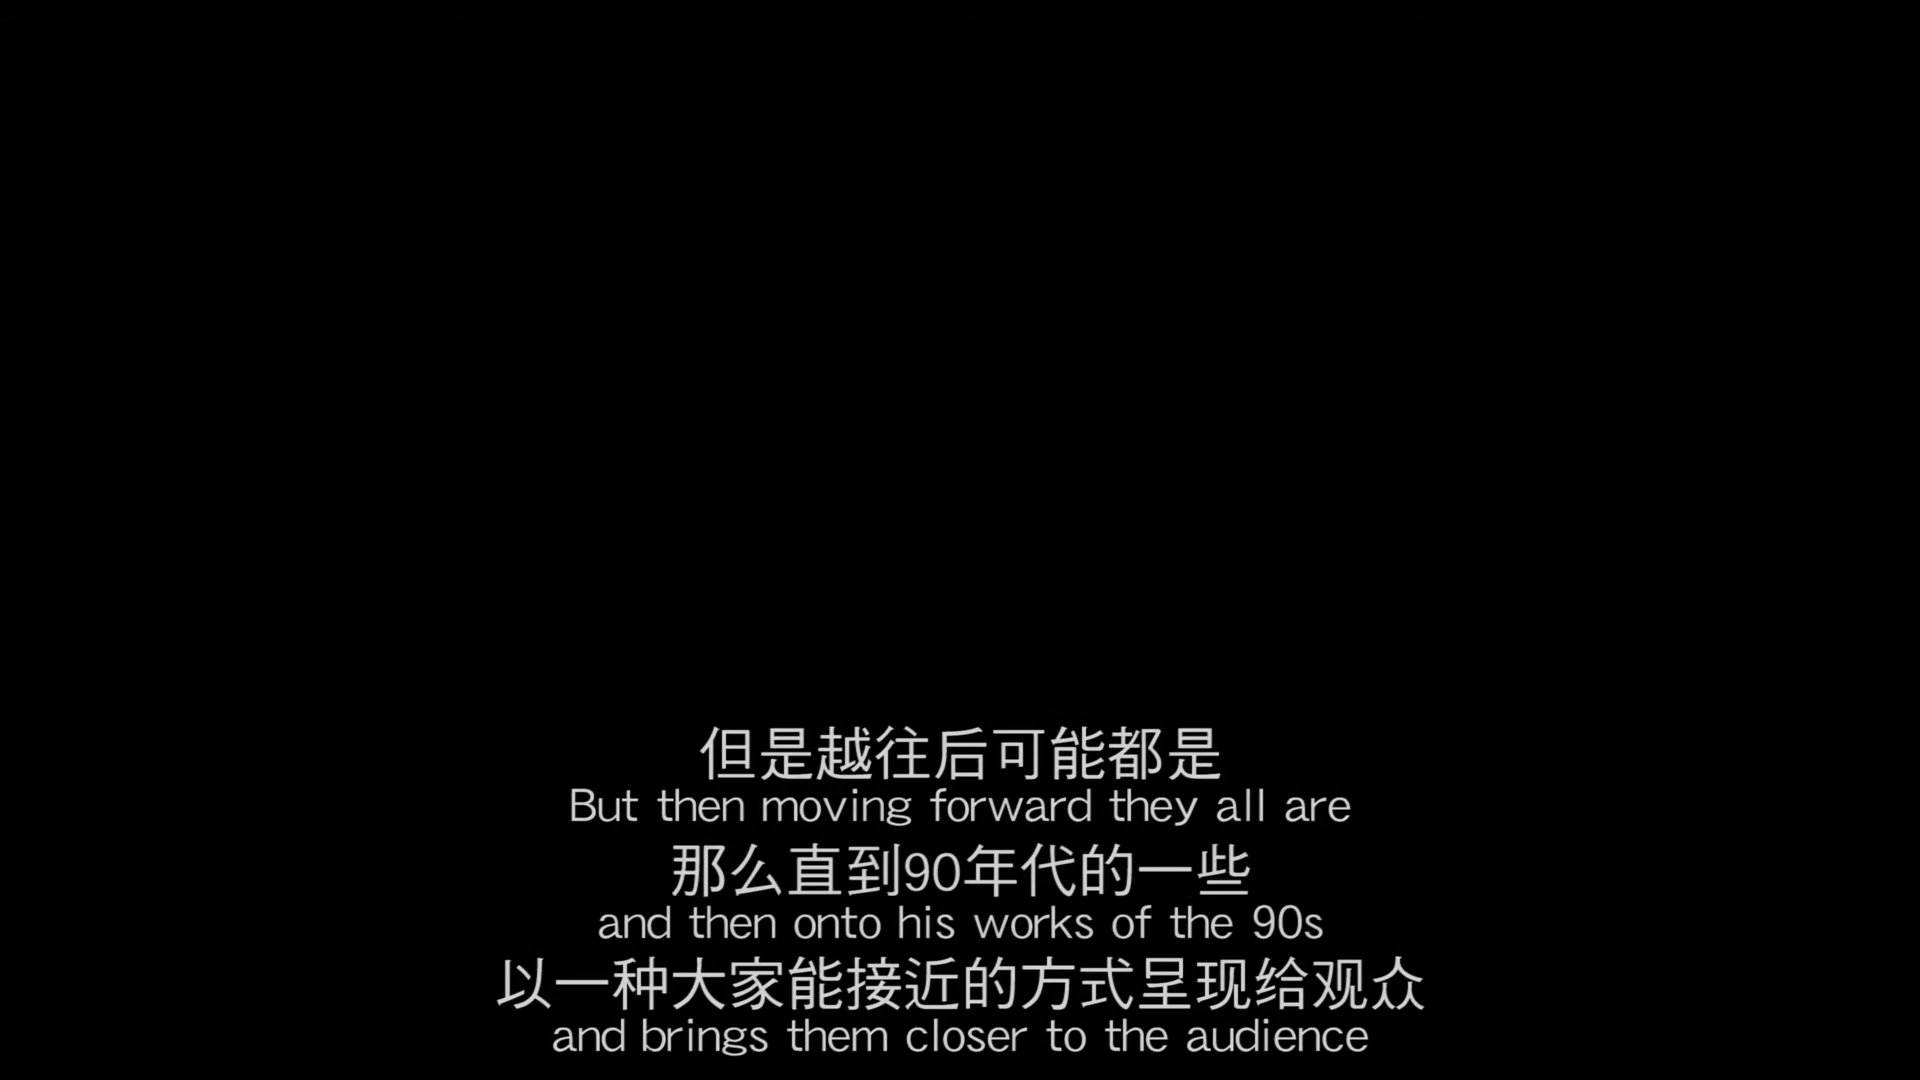 但是越往后可能都是
But then moving forward they all are
那么直到90年代的一些
and then onto his works of the 90s
以一种大家能接近的方式呈现给观众
and brings them closer to the audience